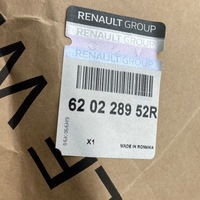 RENAULT GROUP
RENAULT GROUP
62 02 289 52R
X1
MADE IN ROMANIA